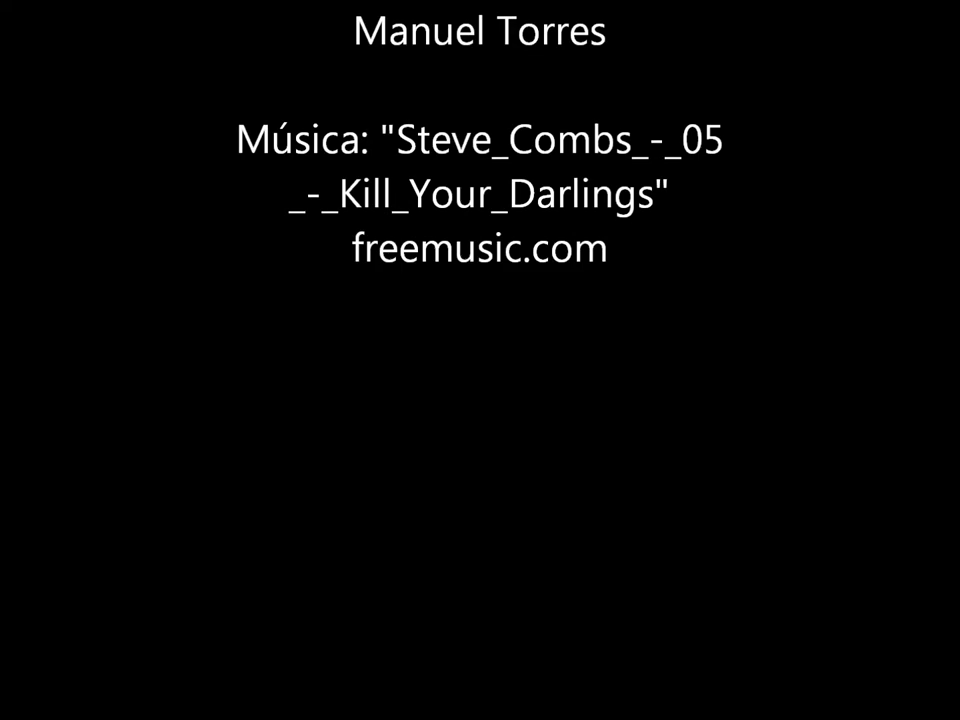 Manuel Torres
Música: "Steve_Combs_-_05
_-_Kill_Your_Darlings"
freemusic.com